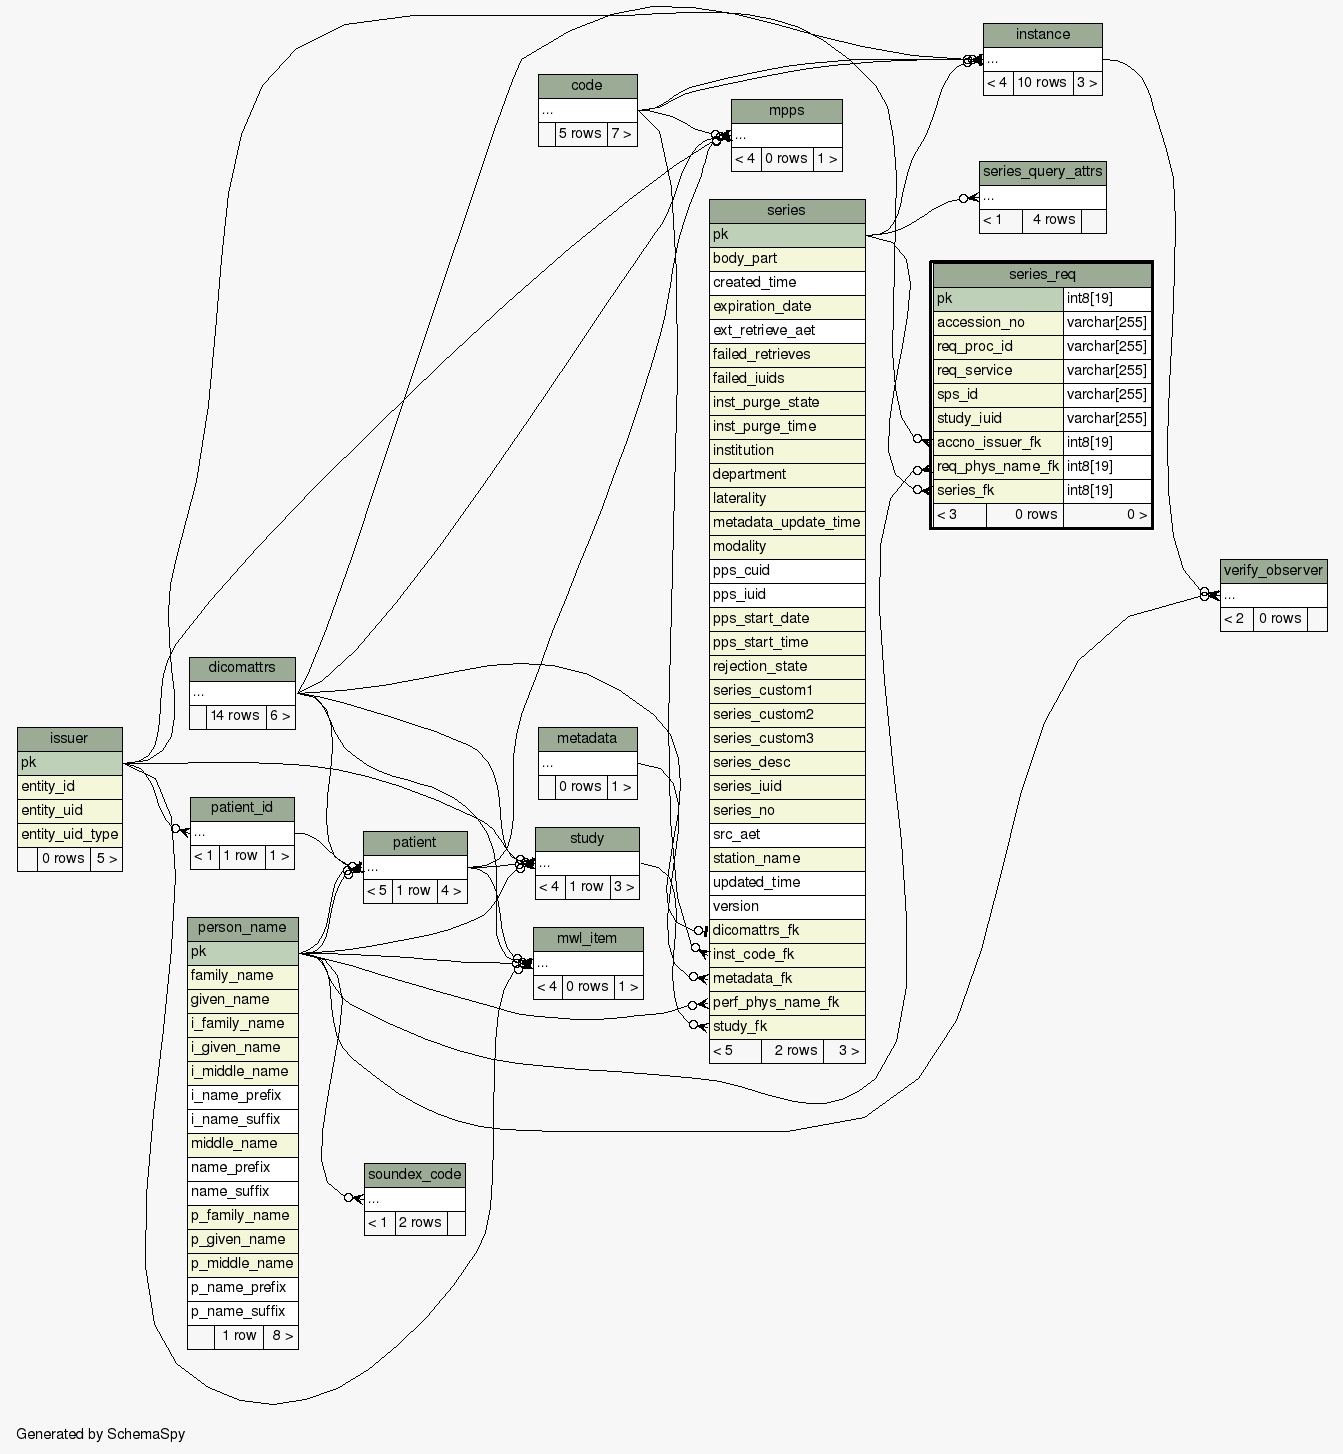 instance
...
< 4 10 rows 3 >
code
...
5 rows 7 >
mpps
...
< 4 0 rows 1 >
series_query_attrs
...
< 1 4 rows
series
pk
body_part
created_time
expiration_date
ext_retrieve_aet
failed_retrieves
failed_iuids
inst_purge_state
inst_purge_time
institution
department
laterality
metadata_update_time
modality
pps_cuid
pps_iuid
pps_start_date
pps_start_time
rejection_state
series_custom1
series_custom2
series_custom3
series_desc
series_iuid
series_no
src_aet
station_name
updated_time
version
dicomattrs_fk
inst_code_fk
metadata_fk
perf_phys_name_fk
study_fk
< 5 2 rows 3 >
series_req
pk int8[19]
accession_no varchar[255]
req_proc_id varchar[255]
req_service varchar[255]
sps_id varchar[255]
study_iuid varchar[255]
accno_issuer_fk int8[19]
req_phys_name_fk int8[19]
series_fk int8[19]
< 3 0 rows 0 >
verify_observer
...
< 2 0 rows
dicomattrs
...
14 rows 6 >
issuer
pk
entity_id
entity_uid
entity_uid_type
0 rows 5 >
metadata
...
0 rows 1 >
patient_id
...
< 1 1 row 1 >
patient
...
< 5 1 row 4 >
study
...
< 4 1 row 3 >
mwl_item
...
< 4 0 rows 1 >
person_name
pk
family_name
given_name
i_family_name
i_given_name
i_middle_name
i_name_prefix
i_name_suffix
middle_name
name_prefix
name_suffix
p_family_name
p_given_name
p_middle_name
p_name_prefix
p_name_suffix
1 row 8 >
soundex_code
...
< 1 2 rows
Generated by SchemaSpy